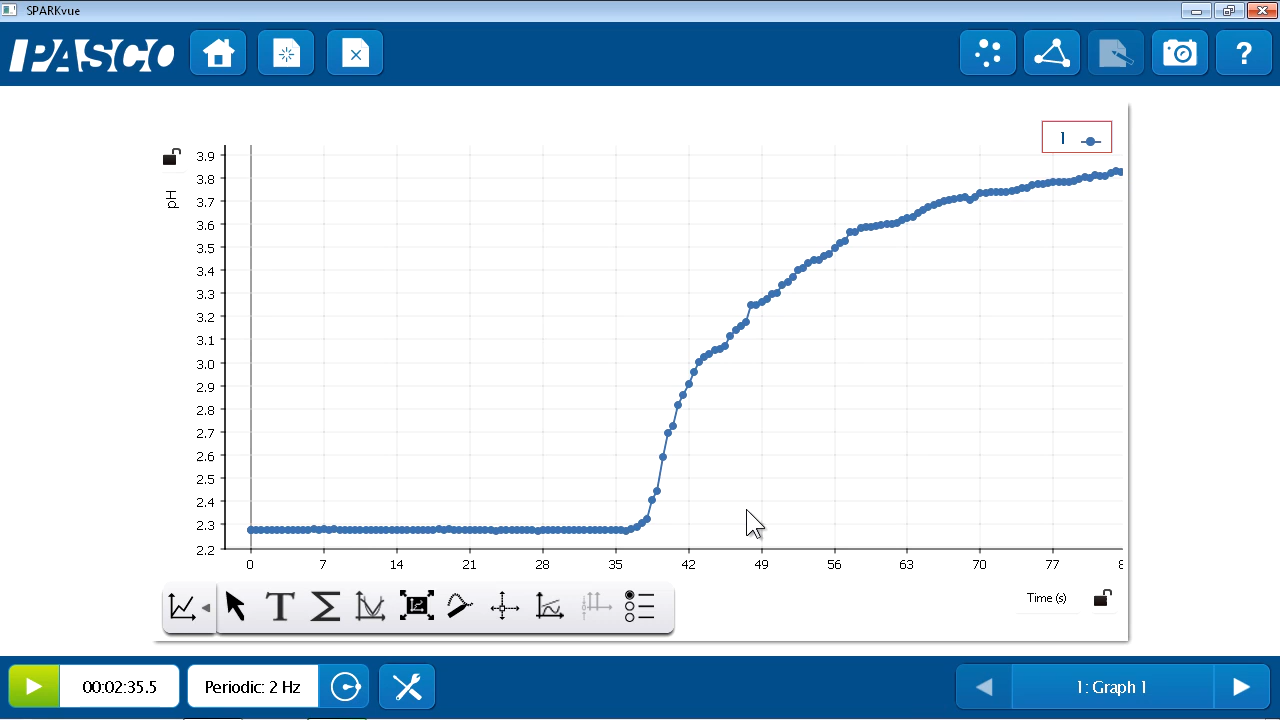 SPARKvue
PASCO
?
1
3.9
3.8
3.7
3.6
3.5
3.4
3.3
3.2
3.1
3.0
2.9
2.8
2.7
2.6
2.5
2.4
2.3
2.2
pH
0 7 14 21 28 35 42 49 56 63 70 77
Time (s)
T Σ
00:02:35.5
Periodic: 2 Hz
1: Graph 1